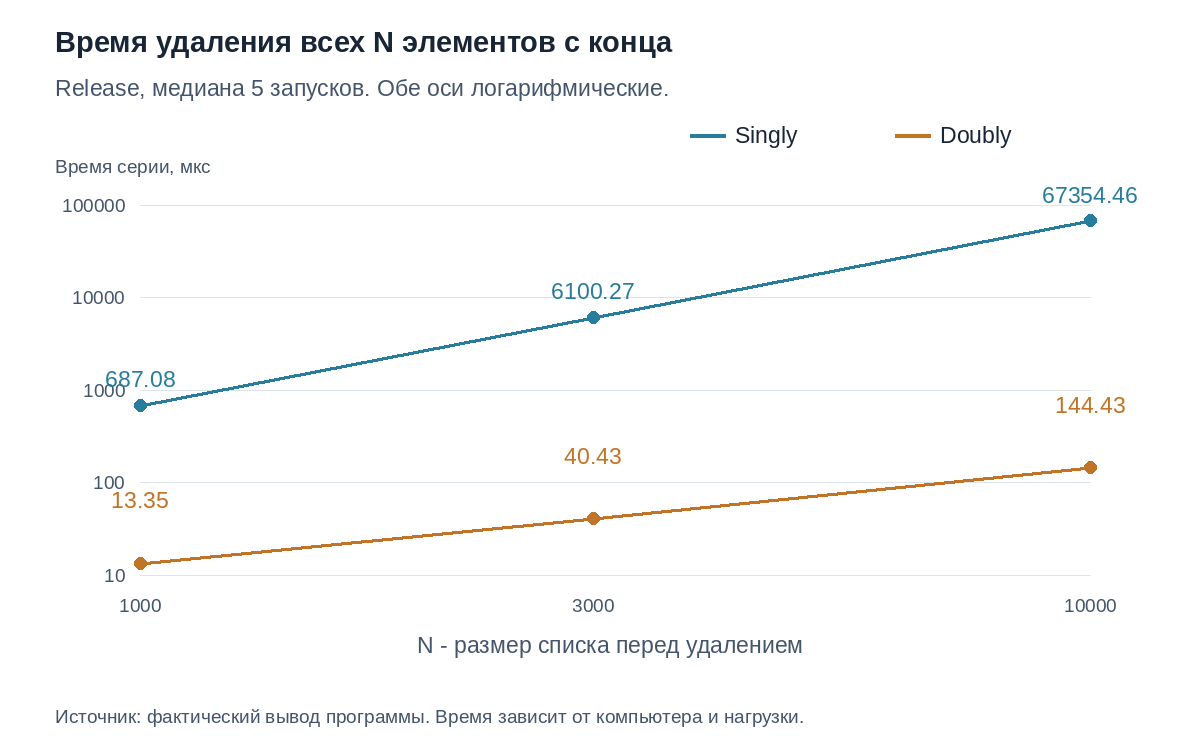 Время удаления всех N элементов с конца
Release, медиана 5 запусков. Обе оси логарифмические.
Singly
Doubly
Время серии, мкс
67354.46
100000
6100.27
10000
687.08
1000
144.43
40.43
100
13.35
10
1000 3000 10000
N - размер списка перед удалением
Источник: фактический вывод программы. Время зависит от компьютера и нагрузки.